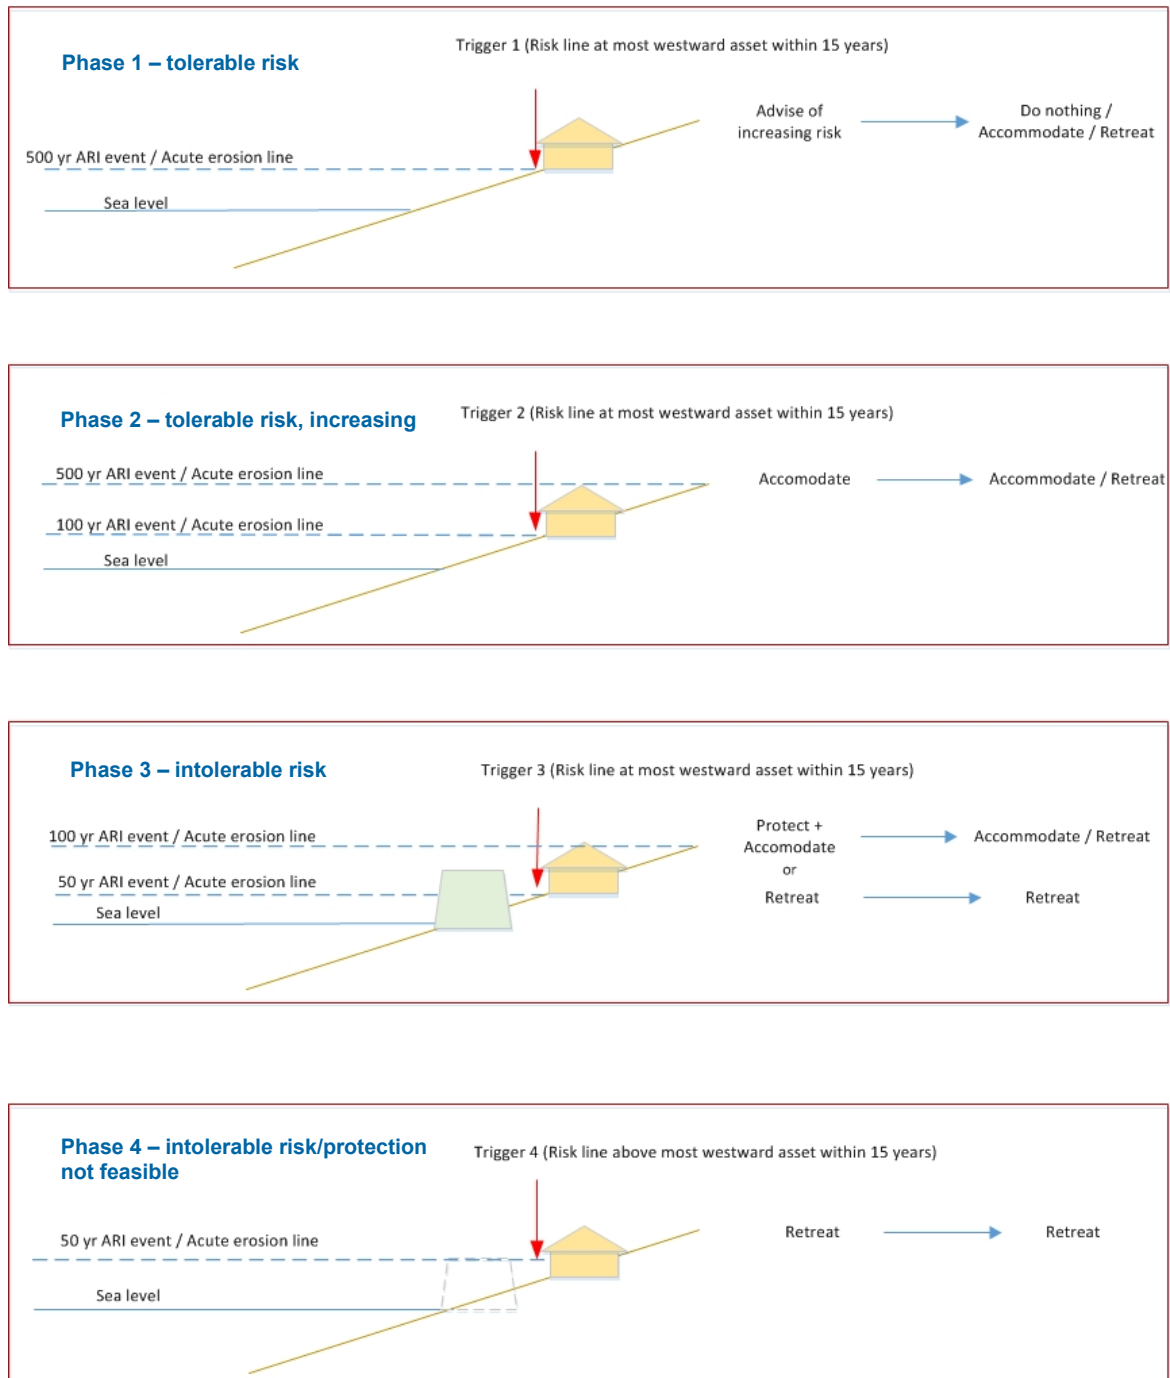 Trigger 1 (Risk line at most westward asset within 15 years)
Phase 1 – tolerable risk
Advise of
increasing risk
Do nothing /
Accommodate / Retreat
500 yr ARI event / Acute erosion line
Sea level
Trigger 2 (Risk line at most westward asset within 15 years)
Phase 2 – tolerable risk, increasing
500 yr ARI event / Acute erosion line
Accomodate
Accommodate / Retreat
100 yr ARI event / Acute erosion line
Sea level
Phase 3 – intolerable risk
Trigger 3 (Risk line at most westward asset within 15 years)
100 yr ARI event / Acute erosion line
Protect +
Accomodate
or
Retreat
Accommodate / Retreat
Retreat
50 yr ARI event / Acute erosion line
Sea level
Phase 4 – intolerable risk/protection
not feasible
Trigger 4 (Risk line above most westward asset within 15 years)
50 yr ARI event / Acute erosion line
Retreat
Retreat
Sea level